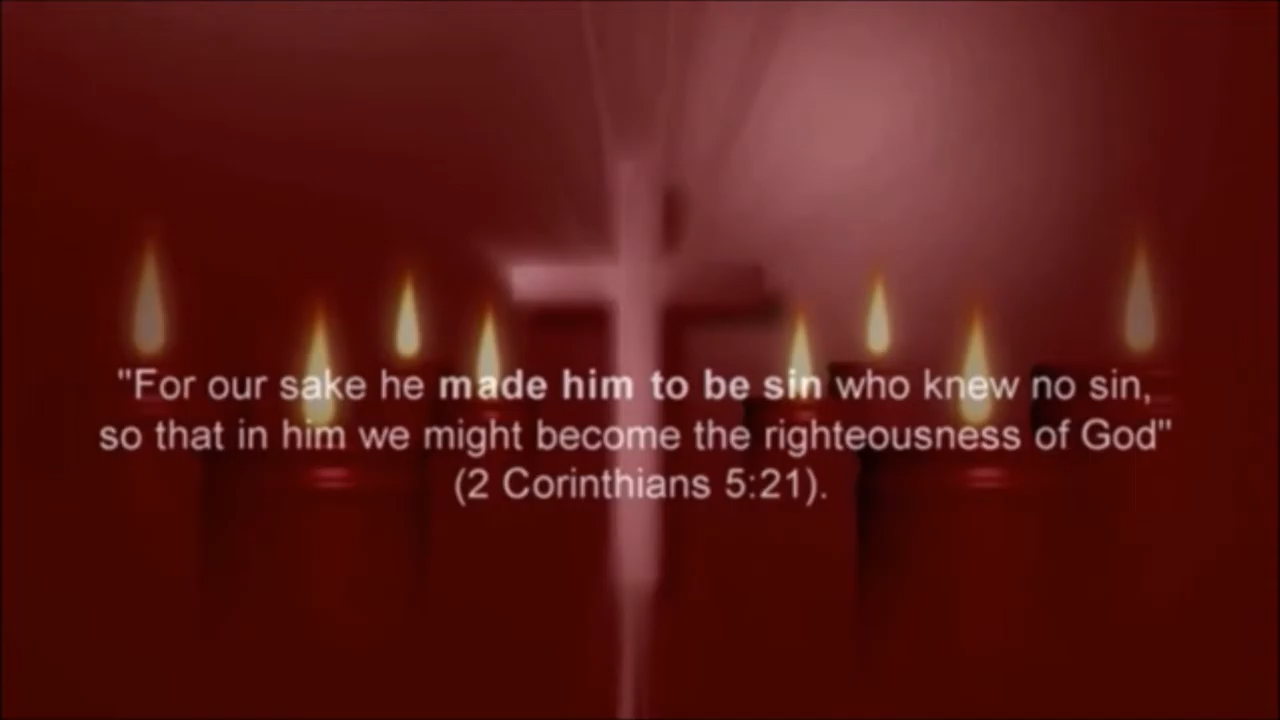 "For our sake he made him to be sin who knew no sin,
so that in him we might become the righteousness of God"
(2 Corinthians 5:21).